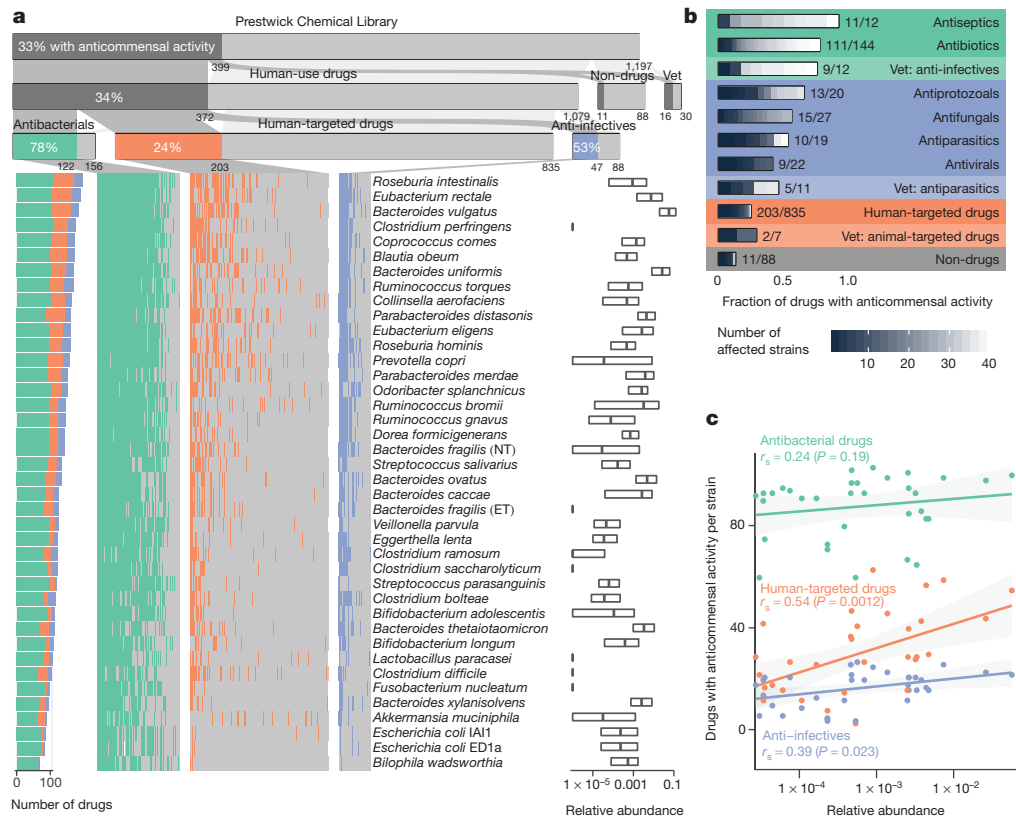 a
Prestwick Chemical Library
33% with anticommensal activity
399
1,197
Human-use drugs
Non-drugs
Vet
34%
372
1,079
11
88
16
30
Antibacterials
Human-targeted drugs
Anti-infectives
78%
24%
53%
122
156
203
835
47
88
Roseburia intestinalis
Eubacterium rectale
Bacteroides vulgatus
Clostridium perfringens
Coprococcus comes
Blautia obeum
Bacteroides uniformis
Ruminococcus torques
Collinsella aerofaciens
Parabacteroides distasonis
Eubacterium eligens
Roseburia hominis
Prevotella copri
Parabacteroides merdae
Odoribacter splanchnicus
Ruminococcus bromii
Ruminococcus gnavus
Dorea formicigenerans
Bacteroides fragilis (NT)
Streptococcus salivarius
Bacteroides ovatus
Bacteroides caccae
Bacteroides fragilis (ET)
Veillonella parvula
Eggerthella lenta
Clostridium ramosum
Clostridium saccharolyticum
Streptococcus parasanguinis
Clostridium bolteae
Bifidobacterium adolescentis
Bacteroides thetaiotaomicron
Bifidobacterium longum
Lactobacillus paracasei
Clostridium difficile
Fusobacterium nucleatum
Bacteroides xylanisolvens
Akkermansia muciniphila
Escherichia coli IAI1
Escherichia coli ED1a
Bilophila wadsworthia
0 100
Number of drugs
1 × 10⁻⁵ 0.001 0.1
Relative abundance
b
11/12 Antiseptics
111/144 Antibiotics
9/12 Vet: anti-infectives
13/20 Antiprotozoals
15/27 Antifungals
10/19 Antiparasitics
9/22 Antivirals
5/11 Vet: antiparasitics
203/835 Human-targeted drugs
2/7 Vet: animal-targeted drugs
11/88 Non-drugs
0 0.5 1.0
Fraction of drugs with anticommensal activity
Number of
affected strains
10 20 30 40
c
Antibacterial drugs
rₛ = 0.24 (P = 0.19)
Human-targeted drugs
rₛ = 0.54 (P = 0.0012)
Anti–infectives
rₛ = 0.39 (P = 0.023)
Drugs with anticommensal activity per strain
80
40
0
1 × 10⁻⁴ 1 × 10⁻³ 1 × 10⁻²
Relative abundance